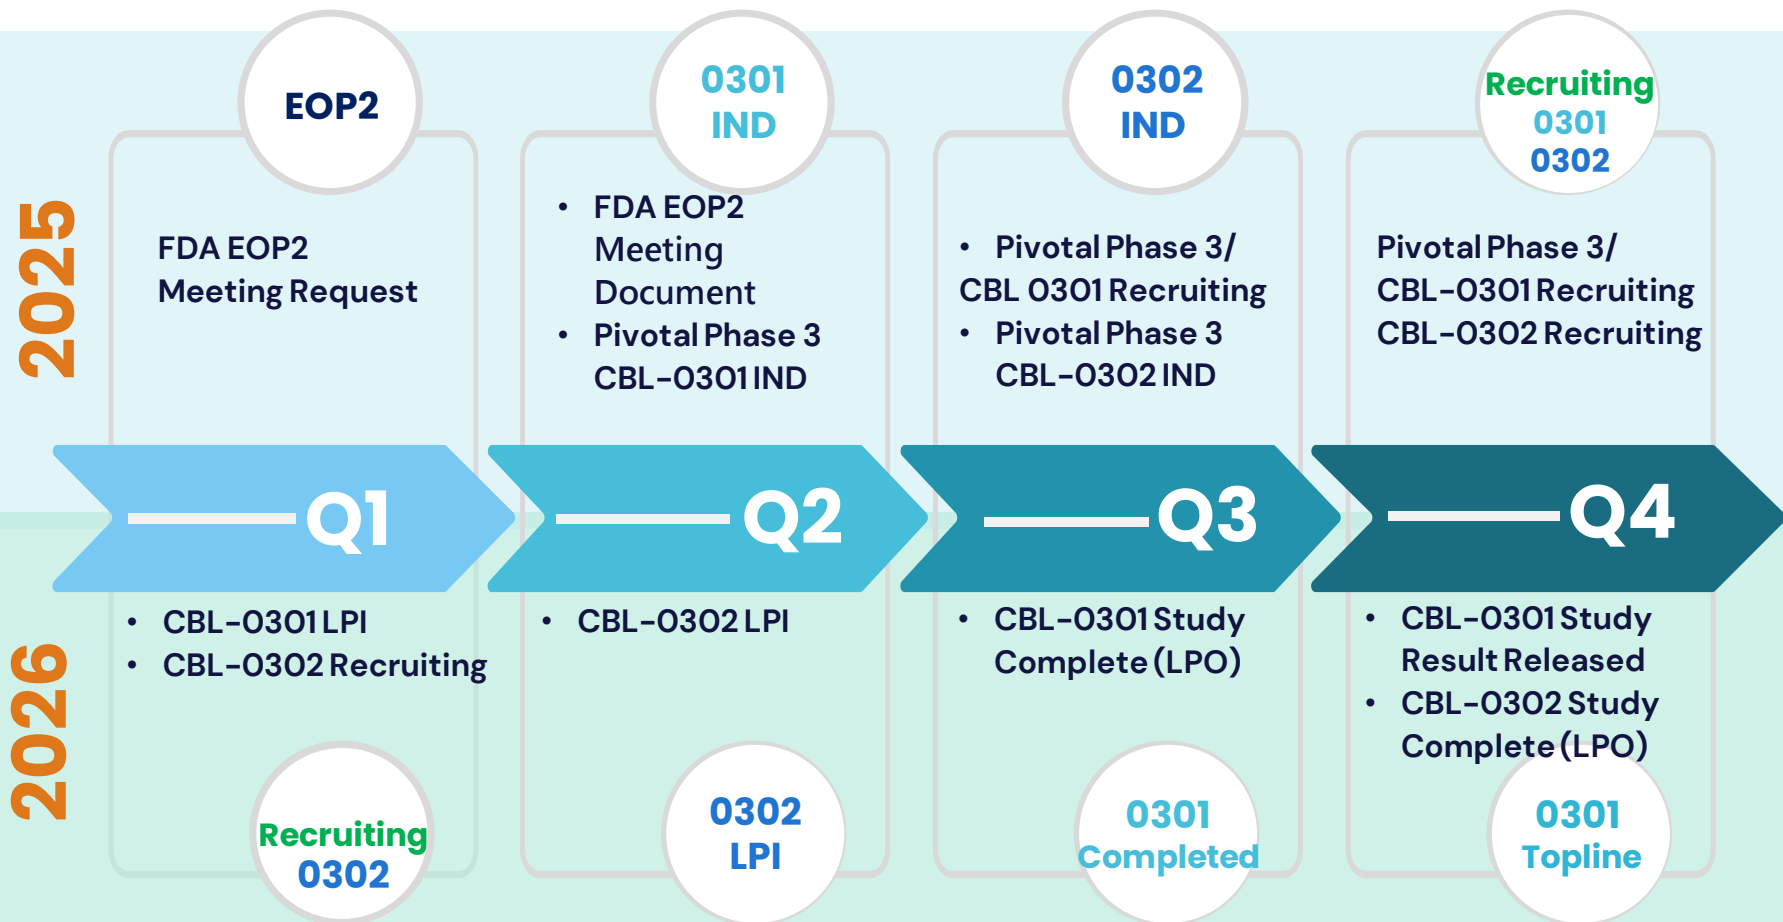 2025
EOP2
FDA EOP2
Meeting Request
0301
IND
• FDA EOP2
Meeting
Document
• Pivotal Phase 3
CBL-0301 IND
0302
IND
• Pivotal Phase 3/
CBL 0301 Recruiting
• Pivotal Phase 3
CBL-0302 IND
Recruiting
0301
0302
Pivotal Phase 3/
CBL-0301 Recruiting
CBL-0302 Recruiting
Q1
Q2
Q3
Q4
2026
• CBL-0301 LPI
• CBL-0302 Recruiting
Recruiting
0302
• CBL-0302 LPI
0302
LPI
• CBL-0301 Study
Complete (LPO)
0301
Completed
• CBL-0301 Study
Result Released
• CBL-0302 Study
Complete (LPO)
0301
Topline